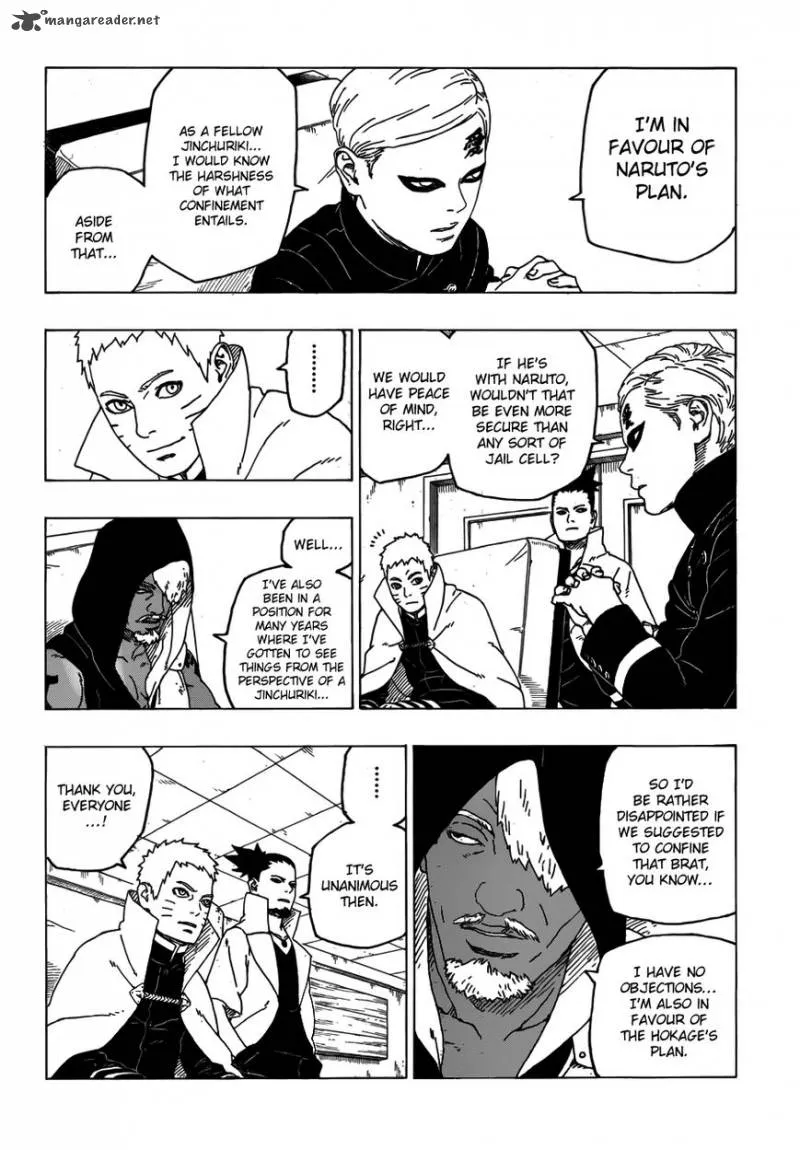 mangareader.net
I'M IN
FAVOUR OF
NARUTO'S
PLAN.
AS A FELLOW
JINCHURIKI...
I WOULD KNOW
THE HARSHNESS
OF WHAT
CONFINEMENT
ENTAILS.
ASIDE
FROM
THAT...
愛
IF HE'S
WITH NARUTO,
WOULDN'T THAT
BE EVEN MORE
SECURE THAN
ANY SORT OF
JAIL CELL?
WE WOULD
HAVE PEACE
OF MIND,
RIGHT...
.........
WELL...
I'VE ALSO
BEEN IN A
POSITION FOR
MANY YEARS
WHERE I'VE
GOTTEN TO SEE
THINGS FROM THE
PERSPECTIVE OF A
JINCHURIKI...
SO I'D
BE RATHER
DISAPPOINTED IF
WE SUGGESTED
TO CONFINE
THAT BRAT,
YOU KNOW...
I HAVE NO
OBJECTIONS...
I'M ALSO IN
FAVOUR OF
THE HOKAGE'S
PLAN.
......
IT'S
UNANIMOUS
THEN.
THANK YOU,
EVERYONE
...!